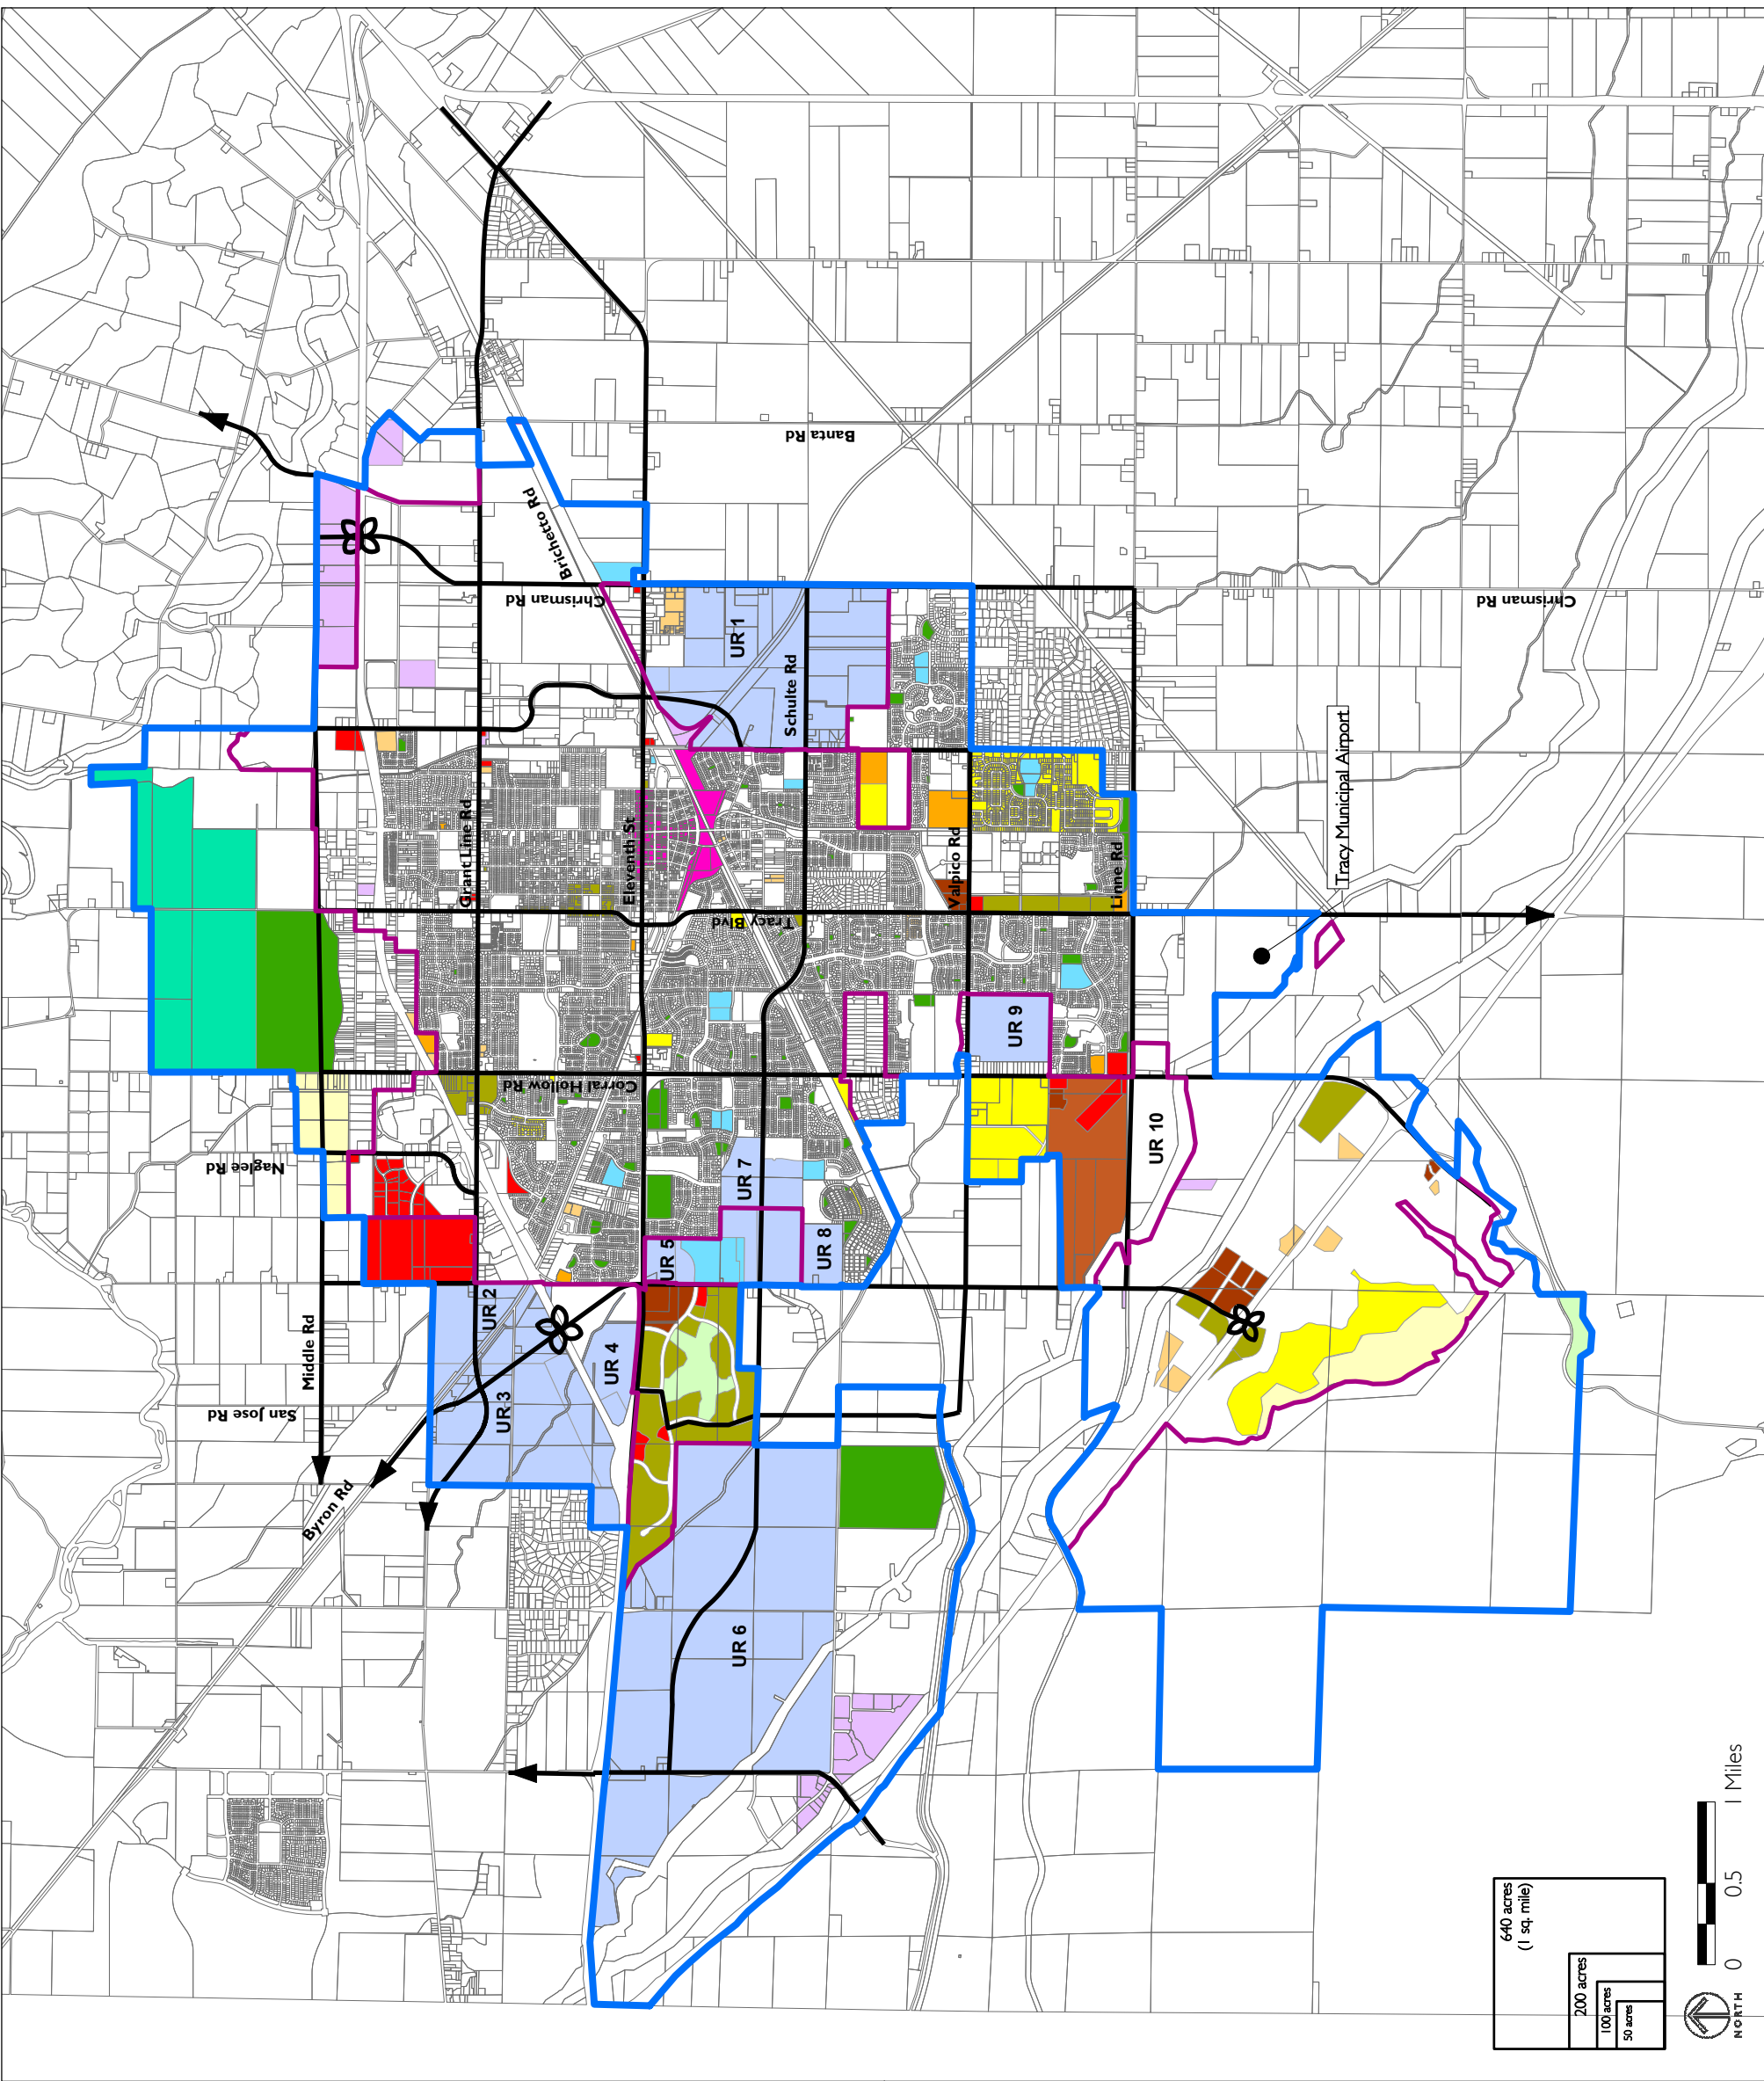 Banta Rd
Brichetto Rd
Chrisman Rd
Chrisman Rd
UR 1
Schulte Rd
Tracy Municipal Airport
Grant Line Rd
Eleventh St
Valpico Rd
Linne Rd
Tracy Blvd
UR 9
Corral Hollow Rd
UR 10
Naglee Rd
UR 7
UR 8
UR 5
UR 2
Middle Rd
UR 4
UR 3
San Jose Rd
Byron Rd
UR 6
640 acres
(1 sq. mile)
200 acres
100 acres
50 acres
0 0.5 1 Miles
NORTH